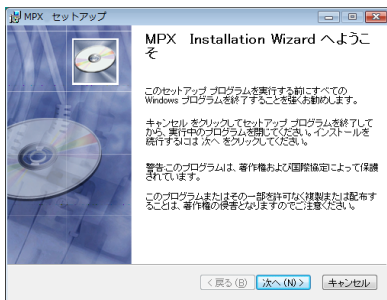 MPX セットアップ
MPX Installation Wizard へようこ
そ
このセットアップ プログラムを実行する前にすべての
Windows プログラムを終了することを強くお勧めします。
キャンセル をクリックしてセットアップ プログラムを終了して
から、実行中のプログラムを閉じてください。インストールを
続行するには 次へ をクリックしてください。
警告:このプログラムは、著作権および国際協定によって保護
されています。
このプログラムまたはその一部を許可なく複製または配布す
ることは、著作権の侵害となりますのでご注意ください。
< 戻る(B) 次へ(N) > キャンセル